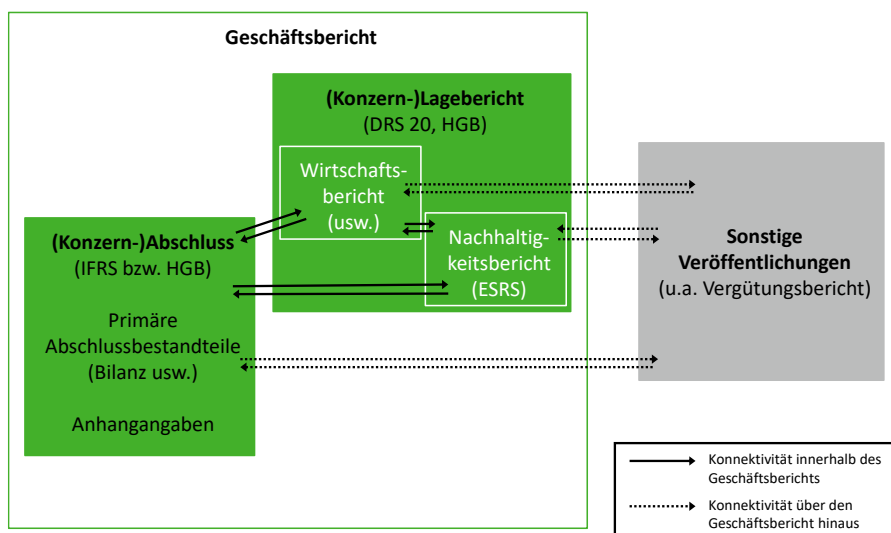 Geschäftsbericht
(Konzern-)Lagebericht
(DRS 20, HGB)
Wirtschafts-
bericht
(usw.)
Nachhaltig-
keitsbericht
(ESRS)
(Konzern-)Abschluss
(IFRS bzw. HGB)
Primäre
Abschlussbestandteile
(Bilanz usw.)
Anhangangaben
Sonstige
Veröffentlichungen
(u.a. Vergütungsbericht)
Konnektivität innerhalb des
Geschäftsberichts
Konnektivität über den
Geschäftsbericht hinaus